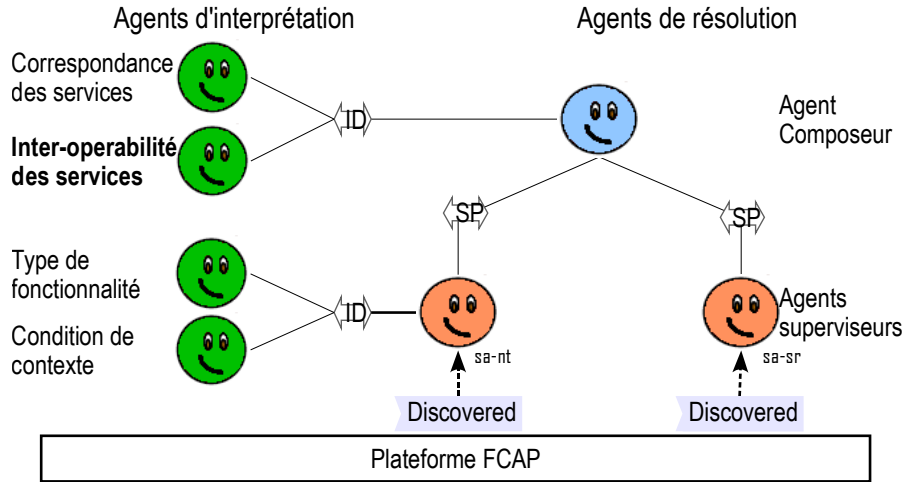 Agents d'interprétation
Agents de résolution
Correspondance
des services
ID
Agent
Composeur
Inter-operabilité
des services
SP
SP
Type de
fonctionnalité
ID
Agents
superviseurs
Condition de
contexte
sa-nt
sa-sr
Discovered
Discovered
Plateforme FCAP